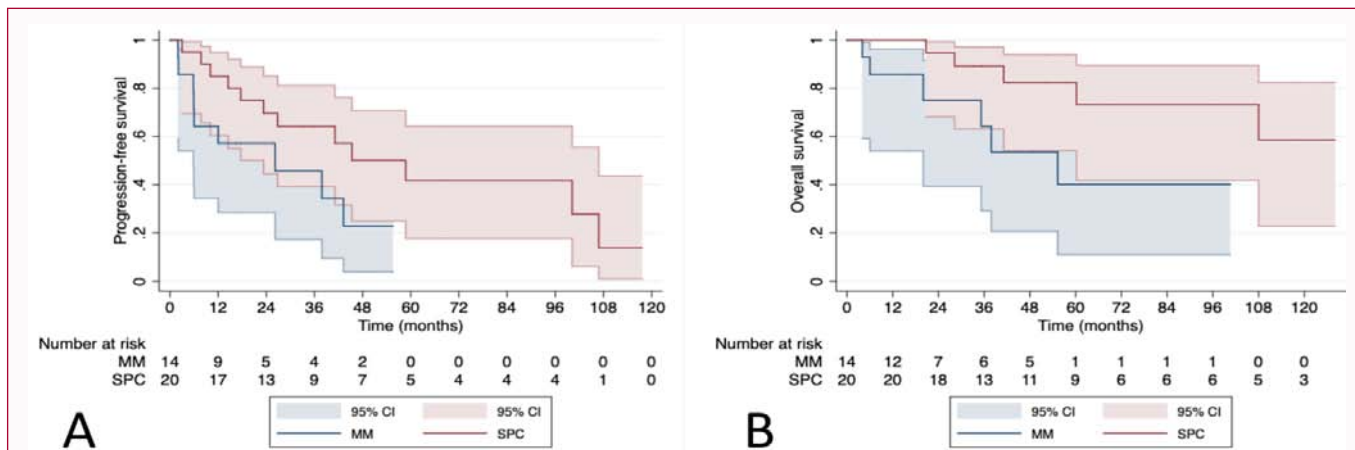 Progression-free survival
1
.8
.6
.4
.2
0
0 12 24 36 48 60 72 84 96 108 120
Time (months)
Number at risk
MM 14 9 5 4 2 0 0 0 0 0 0
SPC 20 17 13 9 7 5 4 4 4 1 0
95% CI 95% CI
MM SPC
A
Overall survival
1
.8
.6
.4
.2
0
0 12 24 36 48 60 72 84 96 108 120
Time (months)
Number at risk
MM 14 12 7 6 5 1 1 1 1 0 0
SPC 20 20 18 13 11 9 6 6 6 5 3
95% CI 95% CI
MM SPC
B